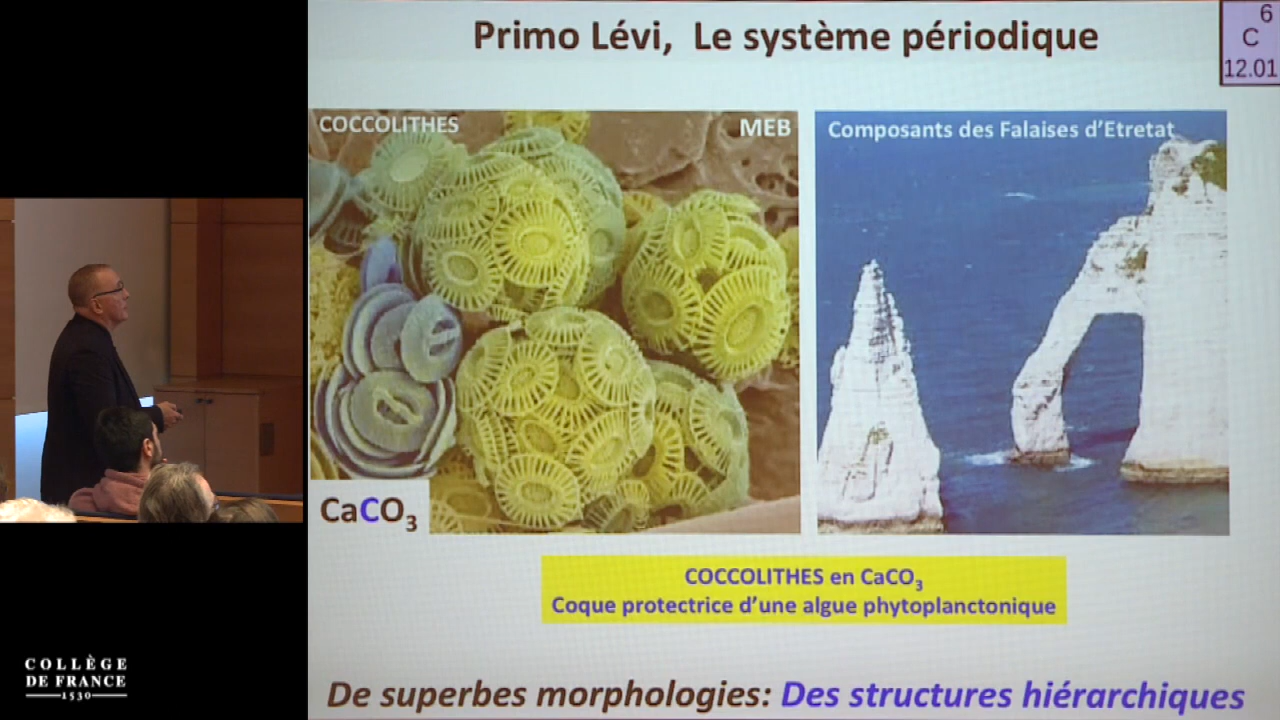 Primo Lévi, Le système périodique
6
C
12.01
COCCOLITHES
MEB
Composants des Falaises d'Etretat
CaCO₃
COCCOLITHES en CaCO₃
Coque protectrice d'une algue phytoplanctonique
De superbes morphologies: Des structures hiérarchiques
COLLÈGE
DE FRANCE
1530